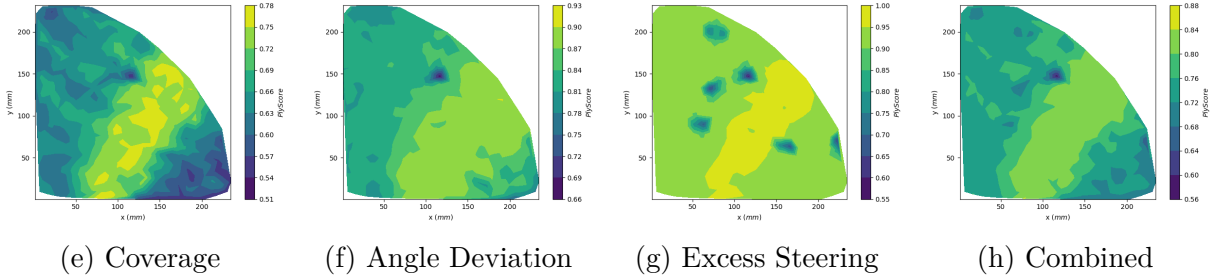 200
150
100
50
y (mm)
50 100 150 200
x (mm)
0.78
0.75
0.72
0.69
0.66
0.63
0.60
0.57
0.54
0.51
PlyScore
(e) Coverage
200
150
100
50
y (mm)
50 100 150 200
x (mm)
0.93
0.90
0.87
0.84
0.81
0.78
0.75
0.72
0.69
0.66
PlyScore
(f) Angle Deviation
200
150
100
50
y (mm)
50 100 150 200
x (mm)
1.00
0.95
0.90
0.85
0.80
0.75
0.70
0.65
0.60
0.55
PlyScore
(g) Excess Steering
200
150
100
50
y (mm)
50 100 150 200
x (mm)
0.88
0.84
0.80
0.76
0.72
0.68
0.64
0.60
0.56
PlyScore
(h) Combined